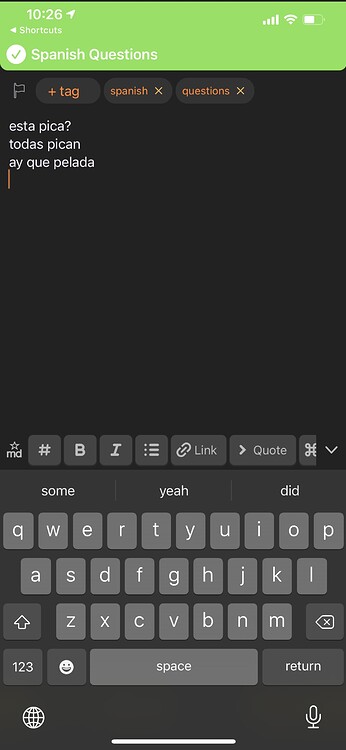 10:26
◀ Shortcuts
Spanish Questions
+ tag
spanish ×
questions ×
esta pica?
todas pican
ay que pelada
md
#
B
I
Link
> Quote
⌘
some
yeah
did
q w e r t y u i o p
a s d f g h j k l
z x c v b n m
123
space
return